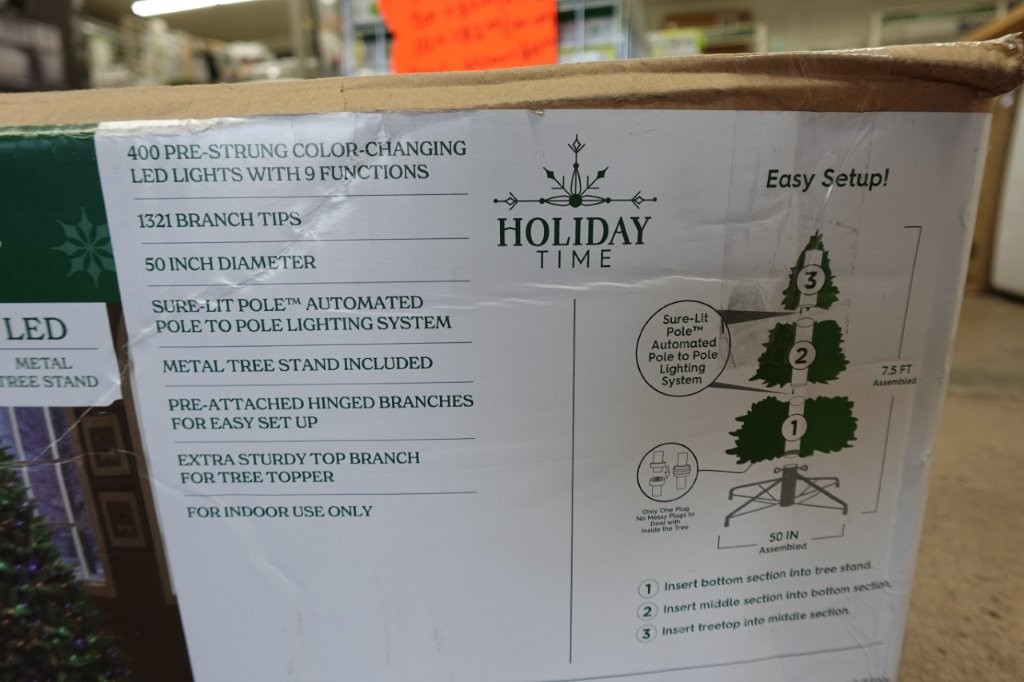 400 PRE-STRUNG COLOR-CHANGING
LED LIGHTS WITH 9 FUNCTIONS
1321 BRANCH TIPS
50 INCH DIAMETER
SURE-LIT POLE™ AUTOMATED
POLE TO POLE LIGHTING SYSTEM
METAL TREE STAND INCLUDED
PRE-ATTACHED HINGED BRANCHES
FOR EASY SET UP
EXTRA STURDY TOP BRANCH
FOR TREE TOPPER
FOR INDOOR USE ONLY
LED
METAL
TREE STAND
HOLIDAY
TIME
Easy Setup!
3
2
1
Sure-Lit
Pole™
Automated
Pole to Pole
Lighting
System
7.5 FT
Assembled
Only One Plug
No Messy Plugs to
Deal with
Inside the Tree
50 IN
Assembled
1 Insert bottom section into tree stand.
2 Insert middle section into bottom section.
3 Insert treetop into middle section.